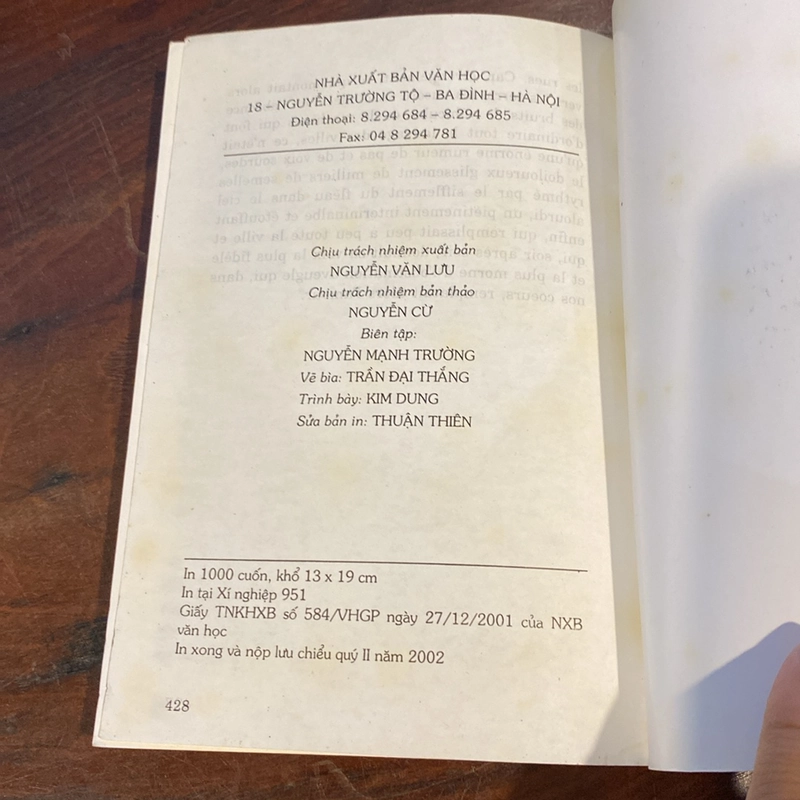 NHÀ XUẤT BẢN VĂN HỌC
18 – NGUYỄN TRƯỜNG TỘ – BA ĐÌNH – HÀ NỘI
Điện thoại: 8.294 684 – 8.294 685
Fax: 04 8 294 781
Chịu trách nhiệm xuất bản
NGUYỄN VĂN LƯU
Chịu trách nhiệm bản thảo
NGUYỄN CỪ
Biên tập:
NGUYỄN MẠNH TRƯỜNG
Vẽ bìa: TRẦN ĐẠI THẮNG
Trình bày: KIM DUNG
Sửa bản in: THUẬN THIÊN
In 1000 cuốn, khổ 13 x 19 cm
In tại Xí nghiệp 951
Giấy TNKHXB số 584/VHGP ngày 27/12/2001 của NXB
văn học
In xong và nộp lưu chiểu quý II năm 2002
428